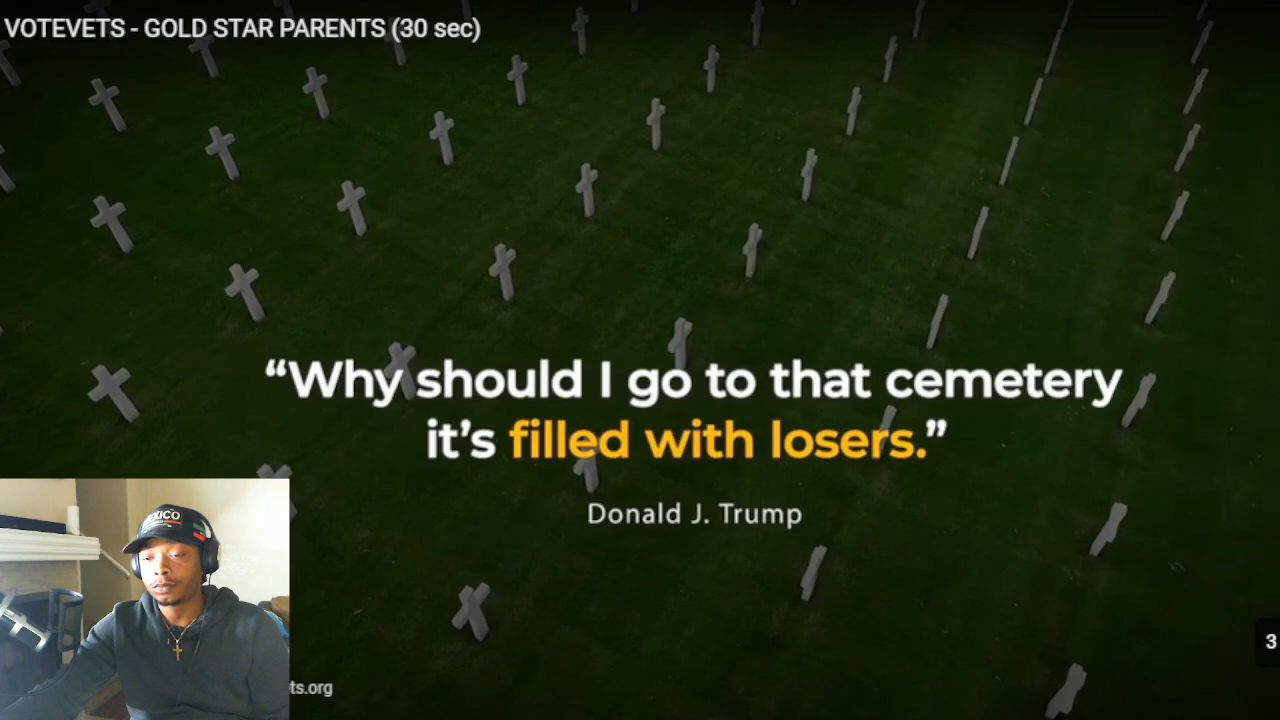 VOTEVETS - GOLD STAR PARENTS (30 sec)
“Why should I go to that cemetery
it’s filled with losers.”
Donald J. Trump
3
ts.org